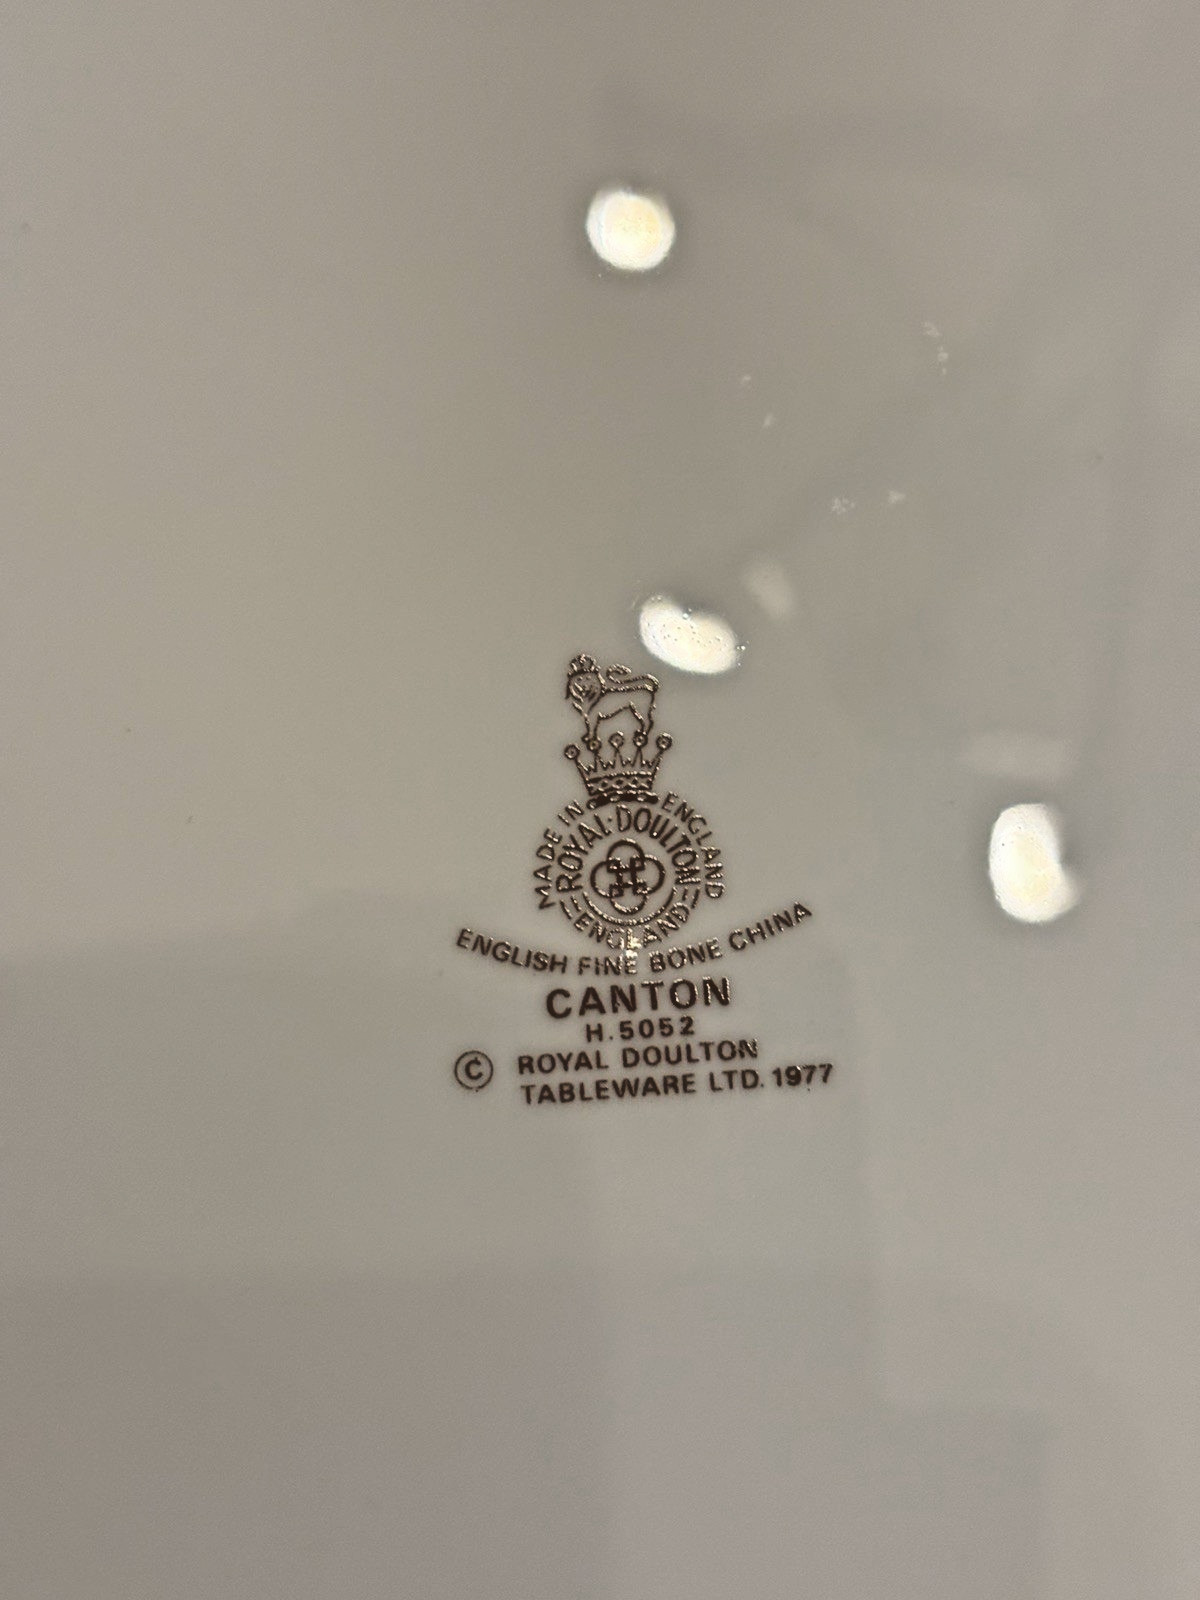 MADE IN ENGLAND
ROYAL·DOULTON
ENGLAND
ENGLISH FINE BONE CHINA
CANTON
H.5052
© ROYAL DOULTON
TABLEWARE LTD. 1977